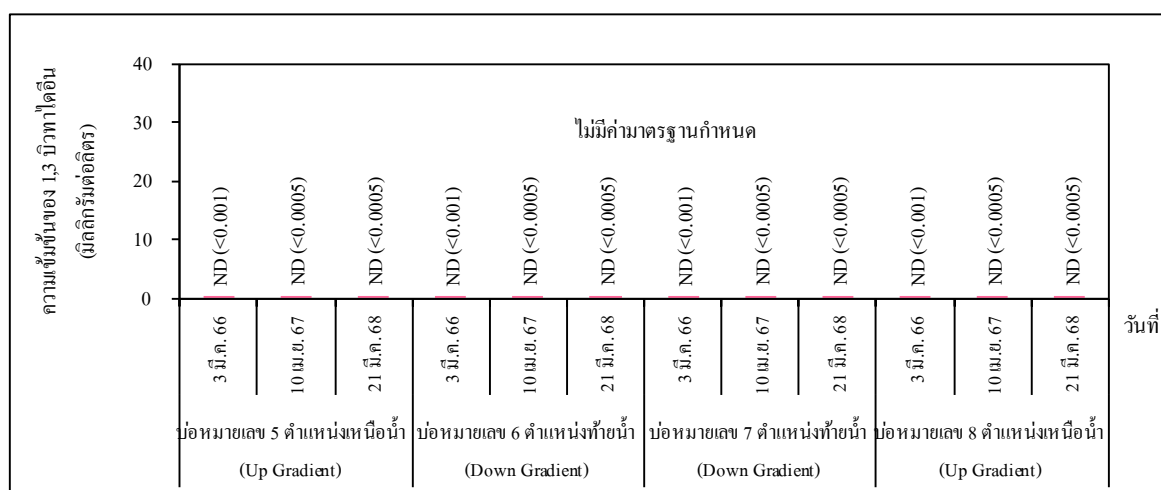 ความเข้มข้นของ 1,3 บิวทาไดอีน
(มิลลิกรัมต่อลิตร)
40
30
20
10
0
ไม่มีค่ามาตรฐานกำหนด
ND (<0.001)
ND (<0.0005)
ND (<0.0005)
ND (<0.001)
ND (<0.0005)
ND (<0.0005)
ND (<0.001)
ND (<0.0005)
ND (<0.0005)
ND (<0.001)
ND (<0.0005)
ND (<0.0005)
3 มี.ค. 66
10 เม.ย. 67
21 มี.ค. 68
3 มี.ค. 66
10 เม.ย. 67
21 มี.ค. 68
3 มี.ค. 66
10 เม.ย. 67
21 มี.ค. 68
3 มี.ค. 66
10 เม.ย. 67
21 มี.ค. 68
วันที่
บ่อหมายเลข 5 ตำแหน่งเหนือน้ำ
(Up Gradient)
บ่อหมายเลข 6 ตำแหน่งท้ายน้ำ
(Down Gradient)
บ่อหมายเลข 7 ตำแหน่งท้ายน้ำ
(Down Gradient)
บ่อหมายเลข 8 ตำแหน่งเหนือน้ำ
(Up Gradient)